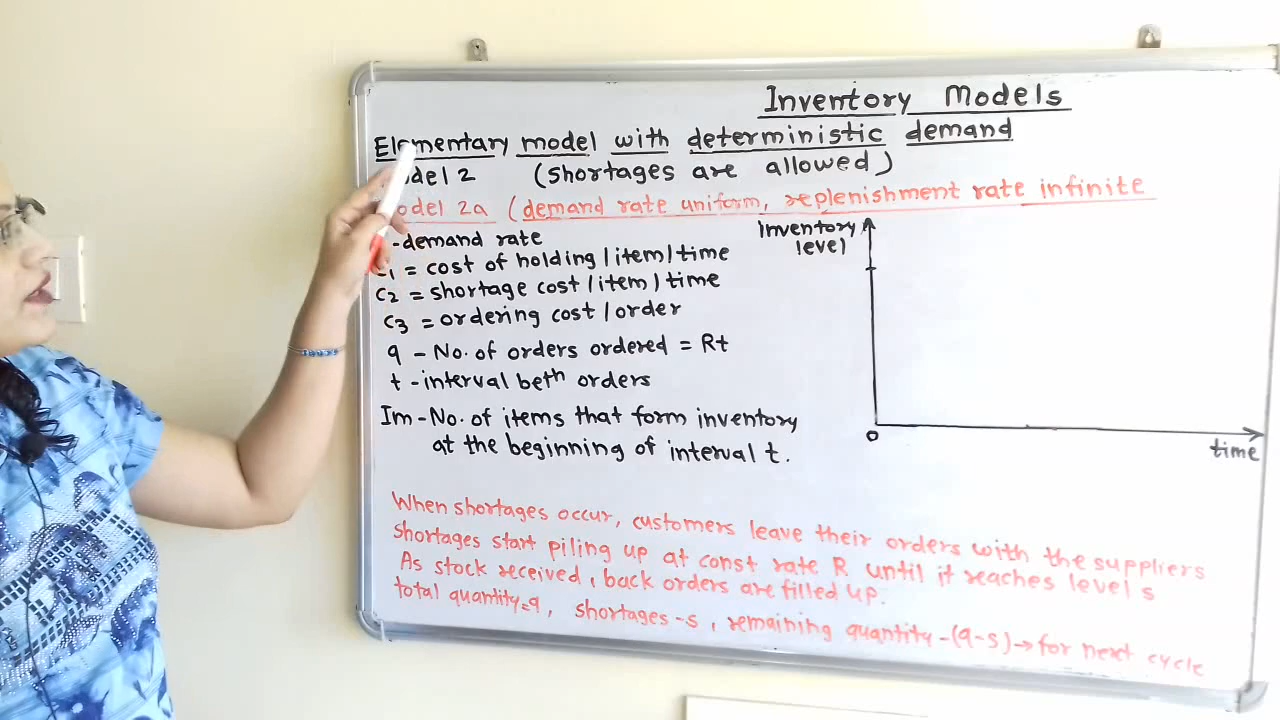 Inventory Models
Elementary model with deterministic demand
odel 2 (shortages are allowed)
odel 2a (demand rate uniform, replenishment rate infinite
-demand rate
C1 = cost of holding/item/time
C2 = shortage cost/item/time
C3 = ordering cost/order
q - No. of orders ordered = Rt
t - interval betn orders
Im - No. of items that form inventory
at the beginning of interval t.
Inventory
level
0
time
When shortages occur, customers leave their orders with the suppliers
shortages start piling up at const rate R until it reaches level s
As stock received, back orders are filled up.
total quantity=q, shortages -s, remaining quantity -(q-s)→for next cycle